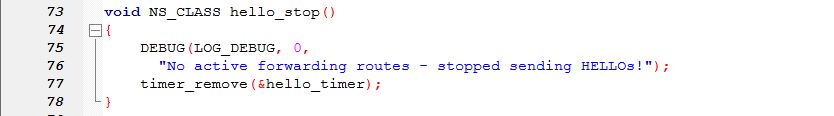 73 void NS_CLASS hello_stop()
74 {
75 DEBUG(LOG_DEBUG, 0,
76 "No active forwarding routes - stopped sending HELLOs!");
77 timer_remove(&hello_timer);
78 }